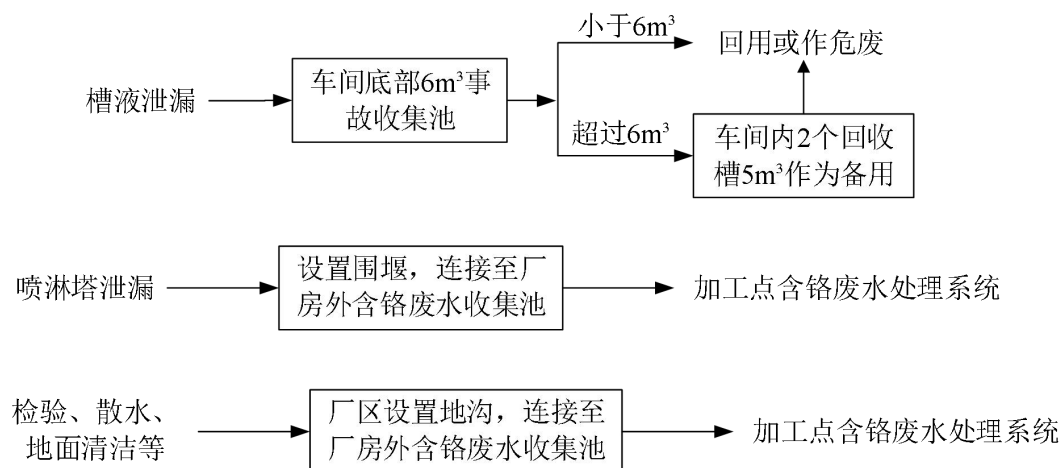 小于6m³
回用或作危废
槽液泄漏
车间底部6m³事
故收集池
超过6m³
车间内2个回收
槽5m³作为备用
喷淋塔泄漏
设置围堰，连接至厂
房外含铬废水收集池
加工点含铬废水处理系统
检验、散水、
地面清洁等
厂区设置地沟，连接至
厂房外含铬废水收集池
加工点含铬废水处理系统